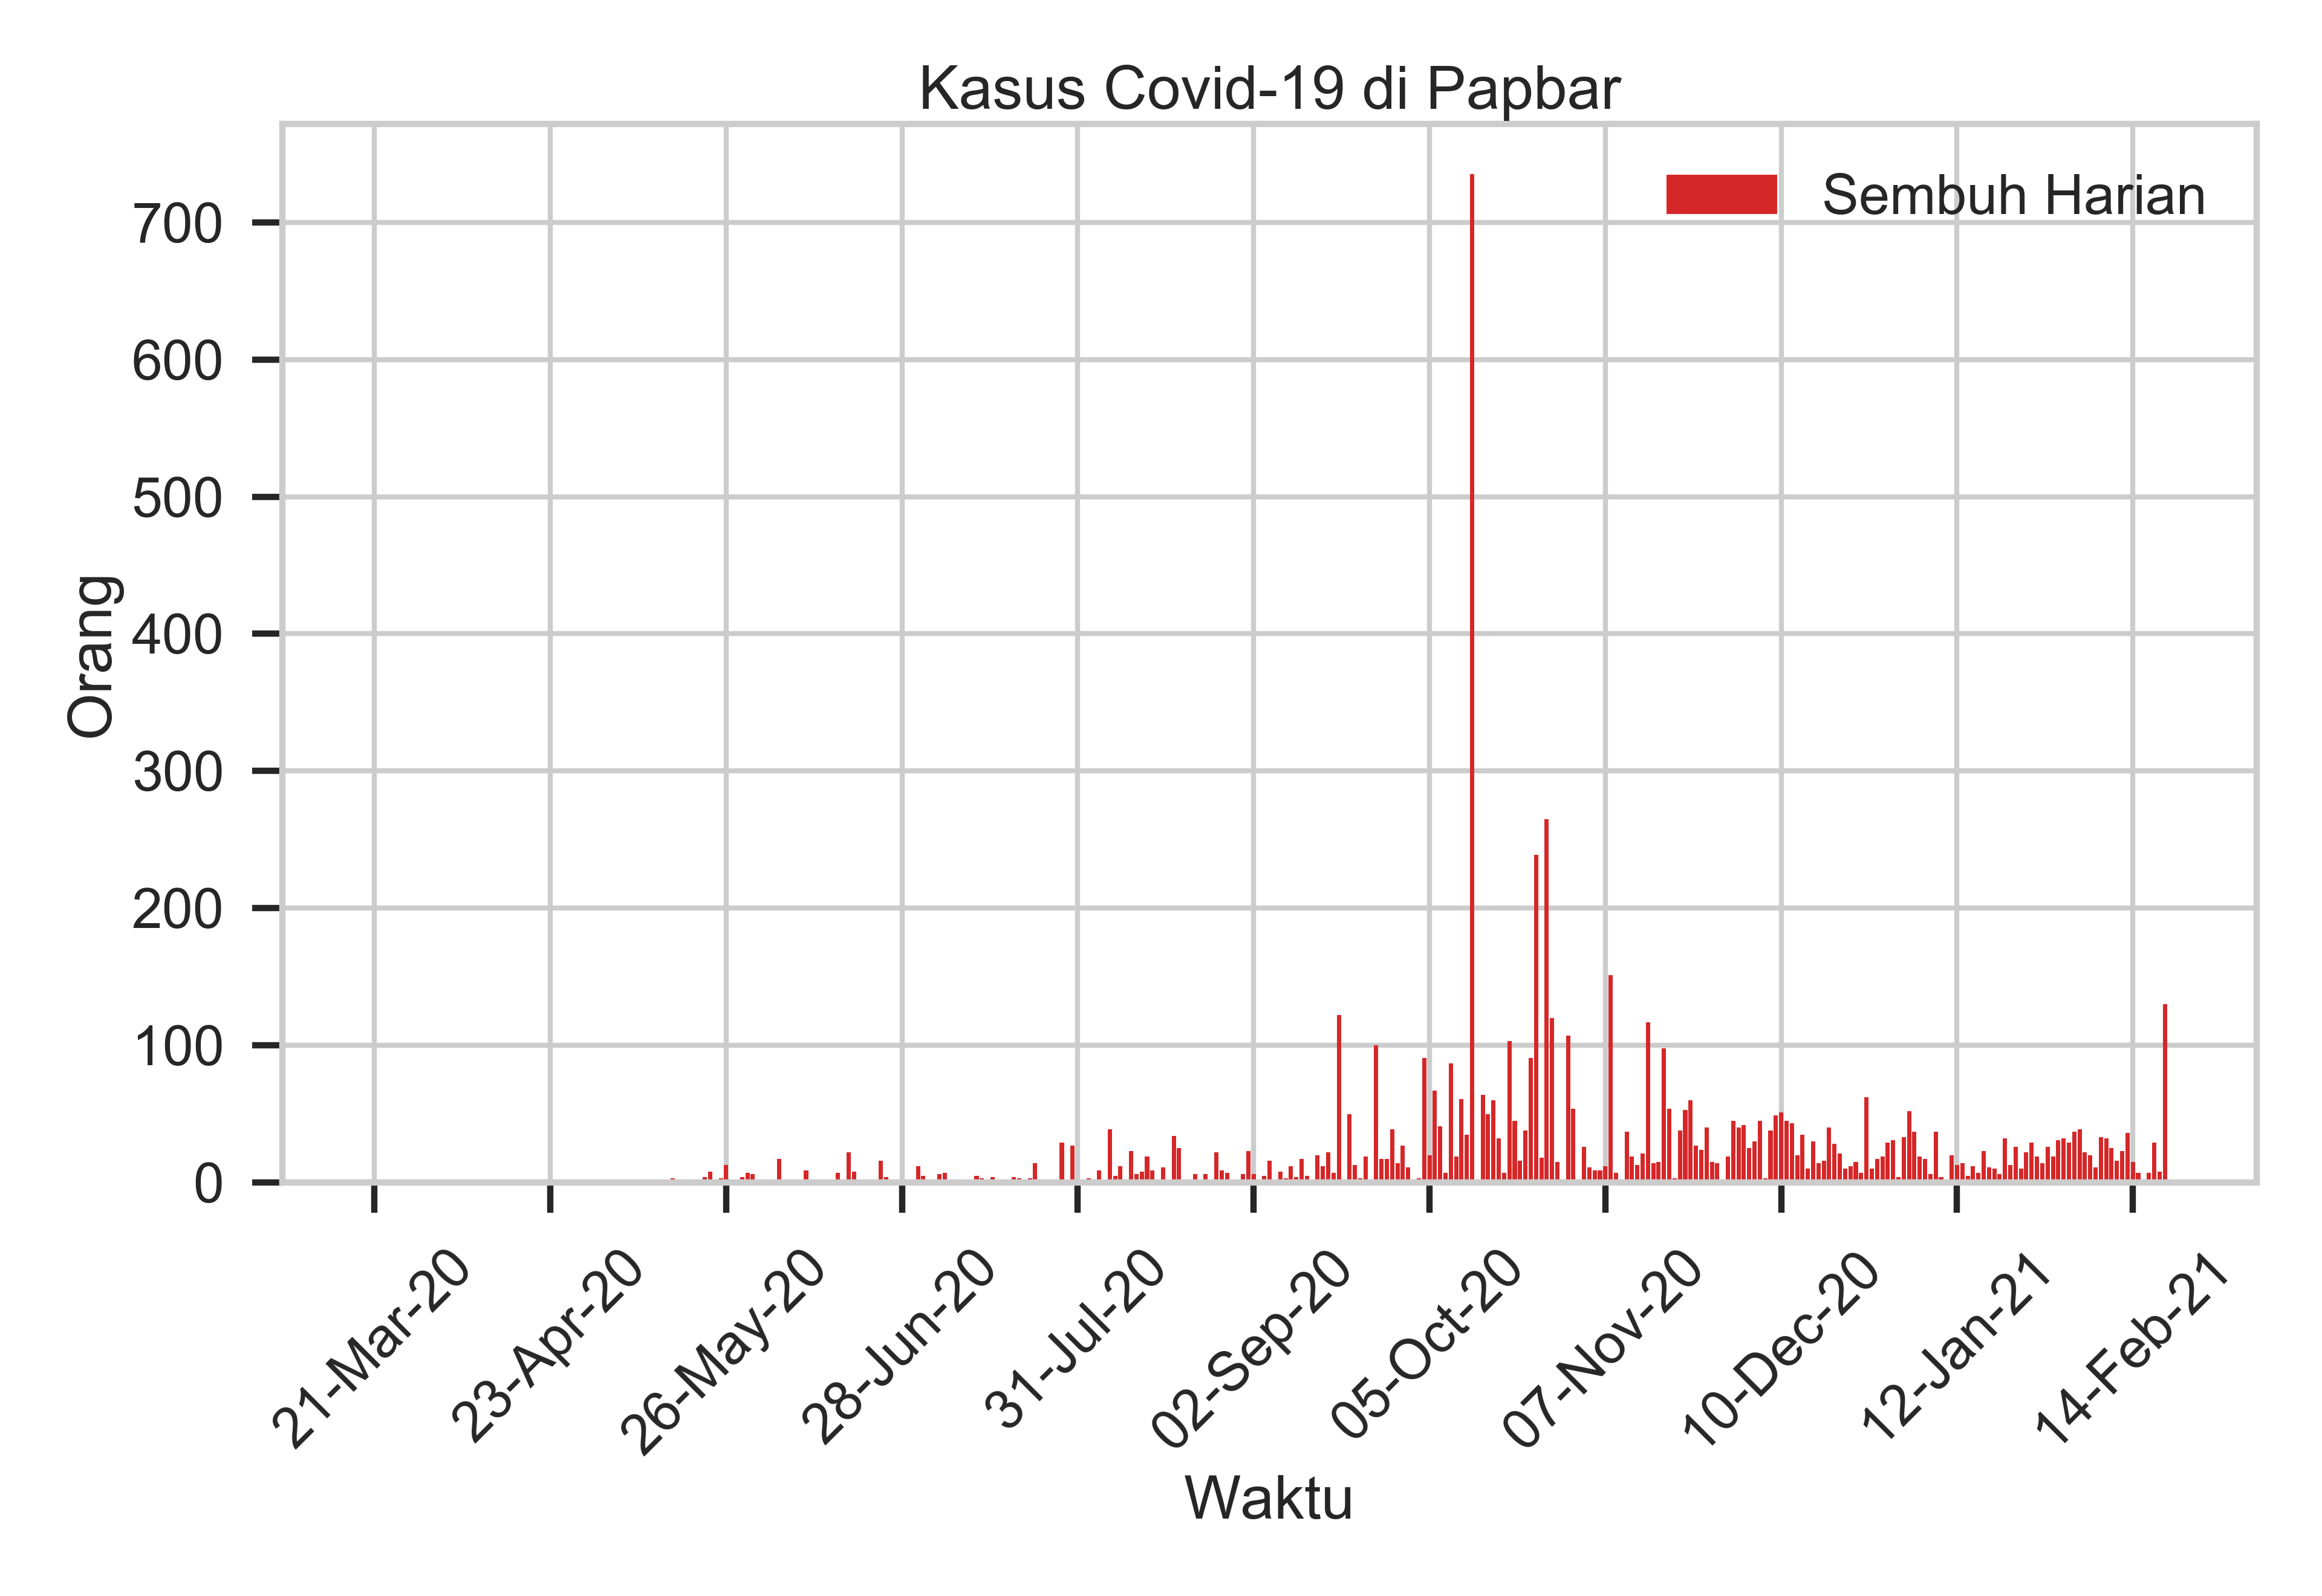 Kasus Covid-19 di Papbar
Sembuh Harian
700
600
500
400
300
200
100
0
Orang
21-Mar-20
23-Apr-20
26-May-20
28-Jun-20
31-Jul-20
02-Sep-20
05-Oct-20
07-Nov-20
10-Dec-20
12-Jan-21
14-Feb-21
Waktu